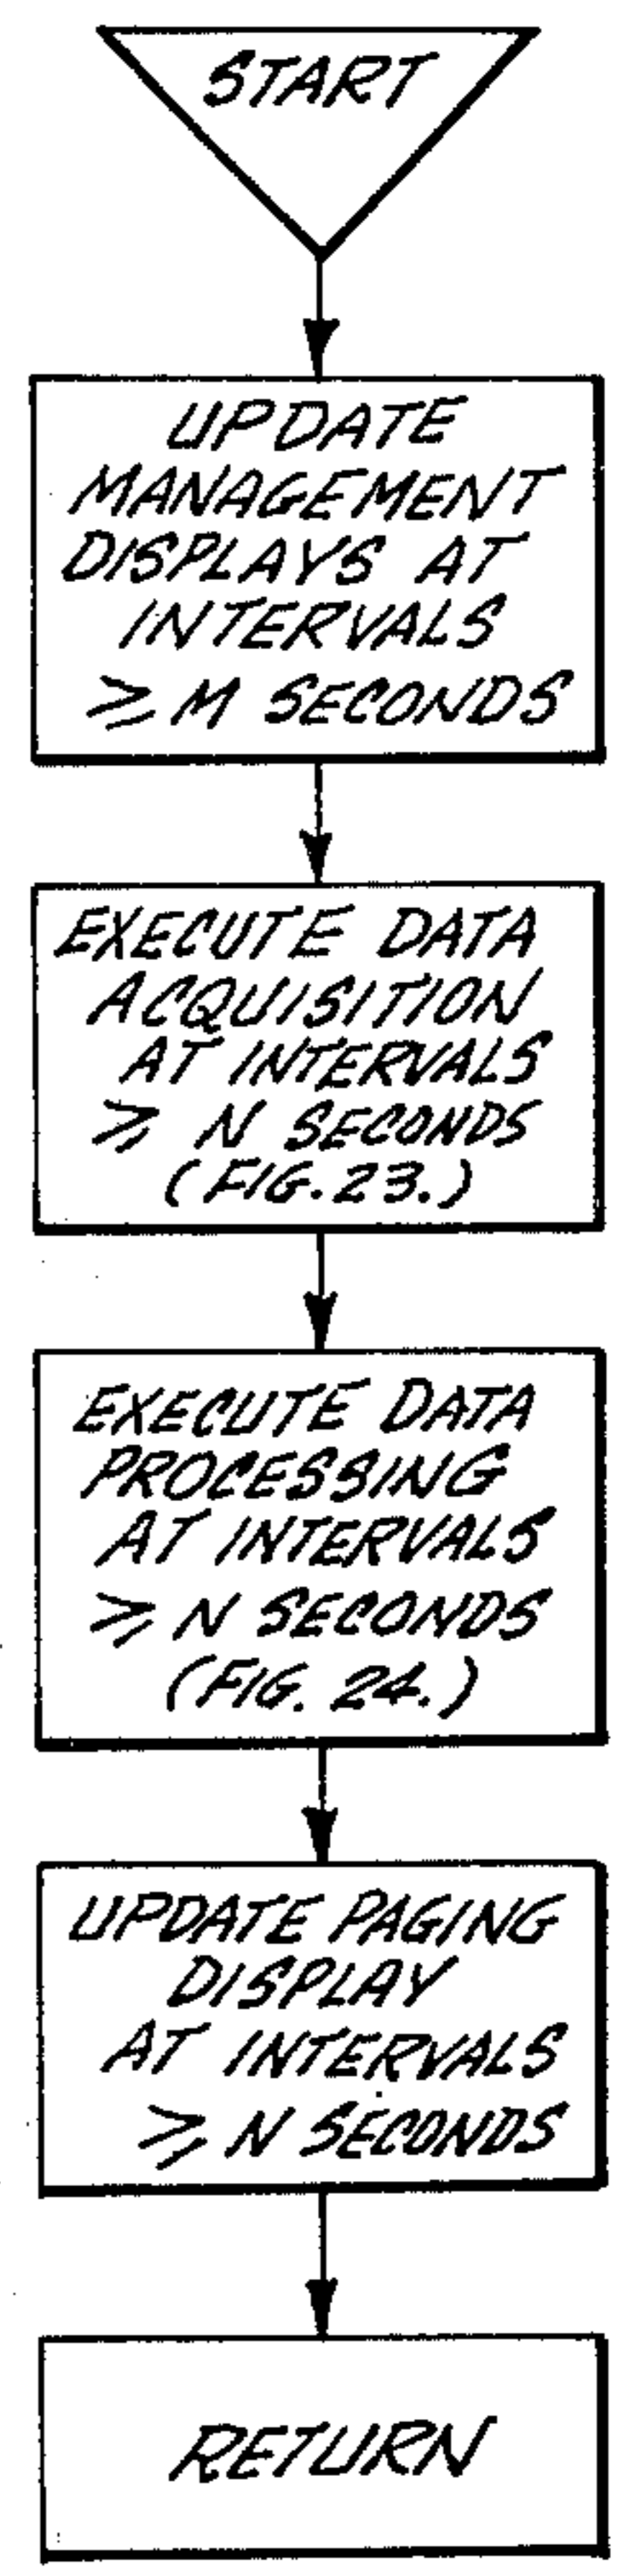 START
UPDATE
MANAGEMENT
DISPLAYS AT
INTERVALS
≥ M SECONDS
EXECUTE DATA
ACQUISITION
AT INTERVALS
≥ N SECONDS
(FIG. 23.)
EXECUTE DATA
PROCESSING
AT INTERVALS
≥ N SECONDS
(FIG. 24.)
UPDATE PAGING
DISPLAY
AT INTERVALS
≥ N SECONDS
RETURN